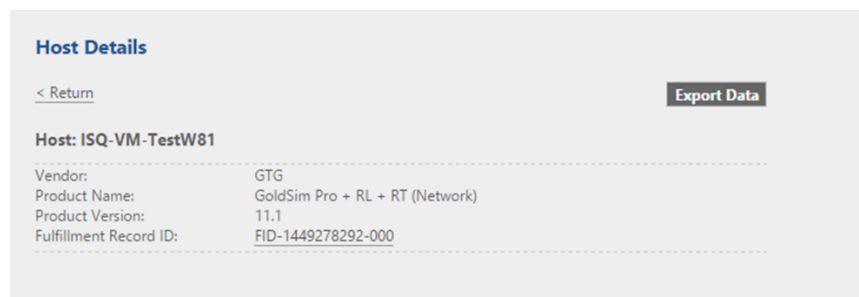 Host Details
< Return
Export Data
Host: ISQ-VM-TestW81
Vendor: GTG
Product Name: GoldSim Pro + RL + RT (Network)
Product Version: 11.1
Fulfillment Record ID: FID-1449278292-000